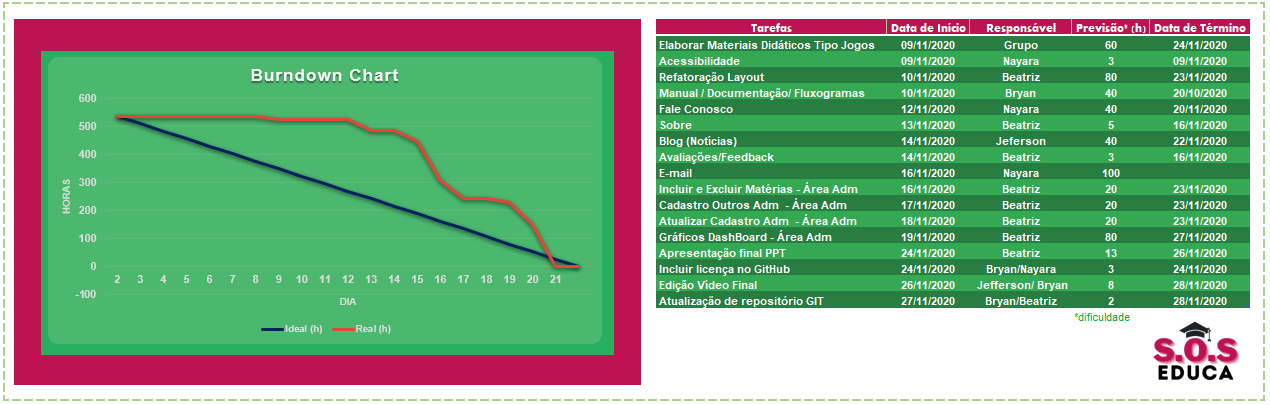 Burndown Chart
600
500
400
300
200
100
0
-100
HORAS
2 3 4 5 6 7 8 9 10 11 12 13 14 15 16 17 18 19 20 21
DIA
Ideal (h) Real (h)
Tarefas Data de Início Responsável Previsão* (h) Data de Término
Elaborar Materiais Didáticos Tipo Jogos 09/11/2020 Grupo 60 24/11/2020
Acessibilidade 09/11/2020 Nayara 3 09/11/2020
Refatoração Layout 10/11/2020 Beatriz 80 23/11/2020
Manual / Documentação/ Fluxogramas 10/11/2020 Bryan 40 20/10/2020
Fale Conosco 12/11/2020 Nayara 40 20/11/2020
Sobre 13/11/2020 Beatriz 5 16/11/2020
Blog (Notícias) 14/11/2020 Jeferson 40 22/11/2020
Avaliações/Feedback 14/11/2020 Beatriz 3 16/11/2020
E-mail 16/11/2020 Nayara 100
Incluir e Excluir Matérias - Área Adm 16/11/2020 Beatriz 20 23/11/2020
Cadastro Outros Adm - Área Adm 17/11/2020 Beatriz 20 23/11/2020
Atualizar Cadastro Adm - Área Adm 18/11/2020 Beatriz 20 23/11/2020
Gráficos DashBoard - Área Adm 19/11/2020 Beatriz 80 27/11/2020
Apresentação final PPT 24/11/2020 Beatriz 13 26/11/2020
Incluir licença no GitHub 24/11/2020 Bryan/Nayara 3 24/11/2020
Edição Vídeo Final 26/11/2020 Jefferson/ Bryan 8 28/11/2020
Atualização de repositório GIT 27/11/2020 Bryan/Beatriz 2 28/11/2020
*dificuldade
S.O.S
EDUCA